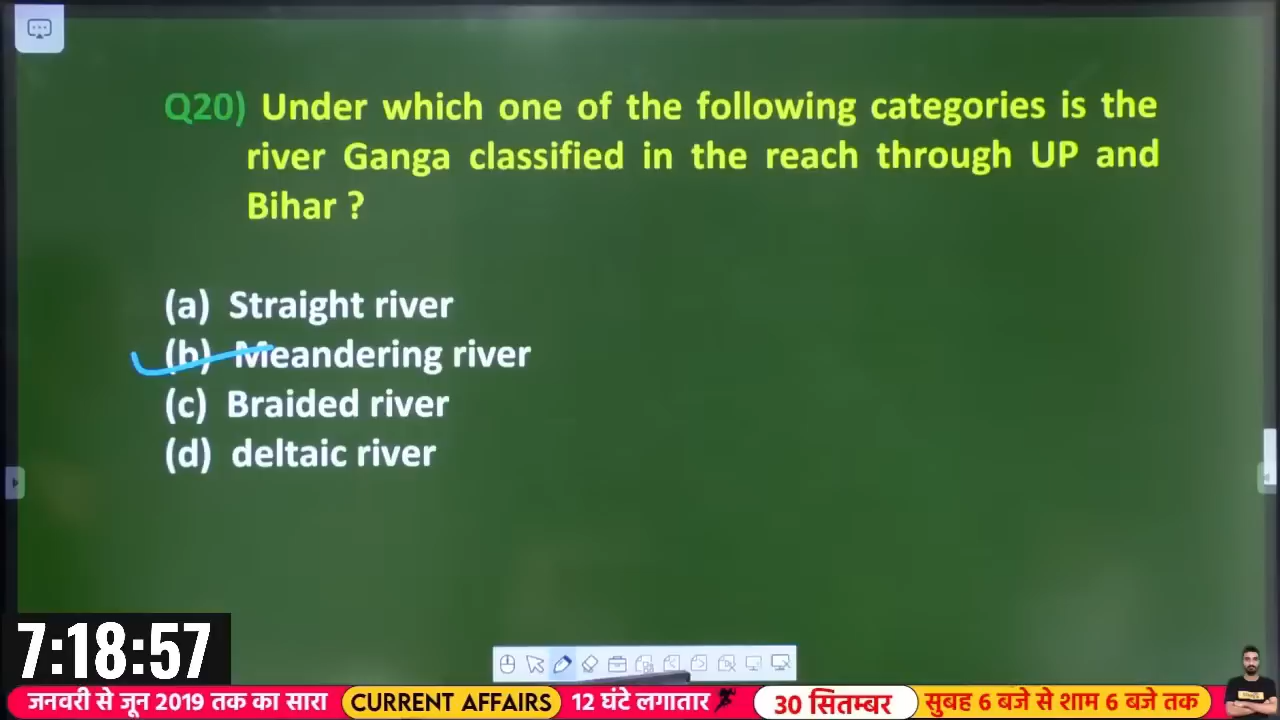 Q20) Under which one of the following categories is the
river Ganga classified in the reach through UP and
Bihar ?
(a) Straight river
(b) Meandering river
(c) Braided river
(d) deltaic river
7:18:57
जनवरी से जून 2019 तक का सारा CURRENT AFFAIRS 12 घंटे लगातार 30 सितम्बर सुबह 6 बजे से शाम 6 बजे तक